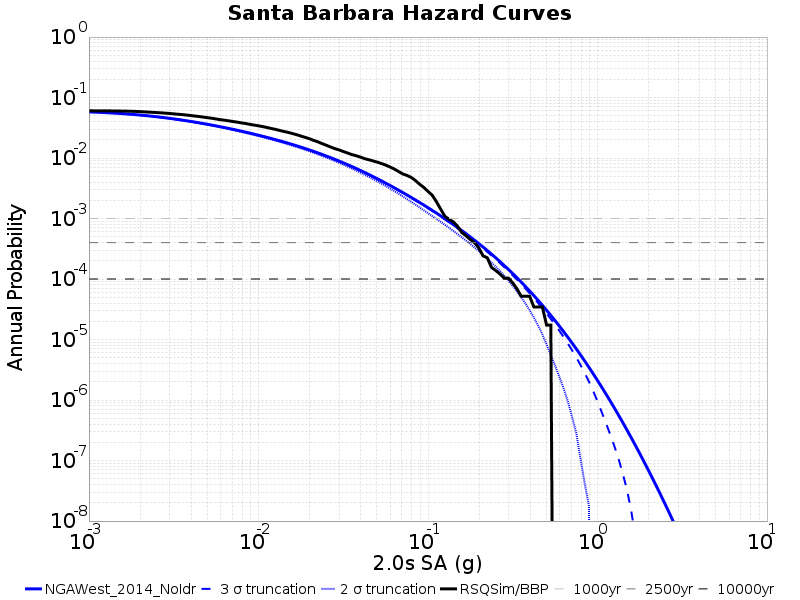 Santa Barbara Hazard Curves
10^0
10^-1
10^-2
10^-3
10^-4
10^-5
10^-6
10^-7
10^-8
Annual Probability
10^-3 10^-2 10^-1 10^0 10^1
2.0s SA (g)
NGAWest_2014_NoIdr 3 σ truncation 2 σ truncation RSQSim/BBP 1000yr 2500yr 10000yr